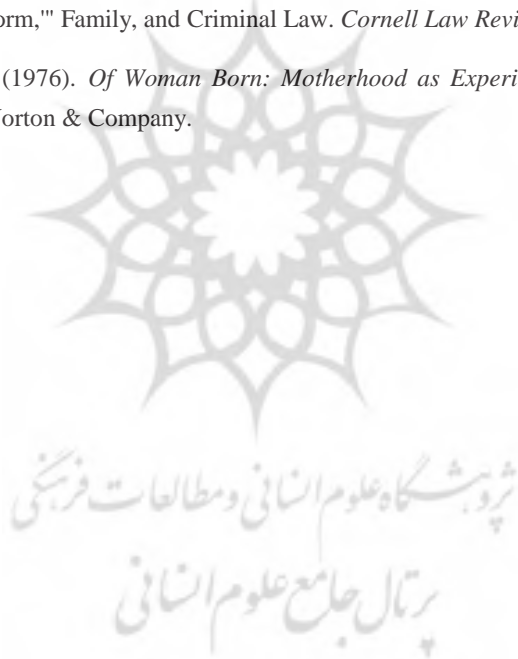 orm,'" Family, and Criminal Law. Cornell Law Revi
(1976). Of Woman Born: Motherhood as Experi
Norton & Company.
پژوهشگاه علوم انسانی و مطالعات فرهنگی
پرتال جامع علوم انسانی